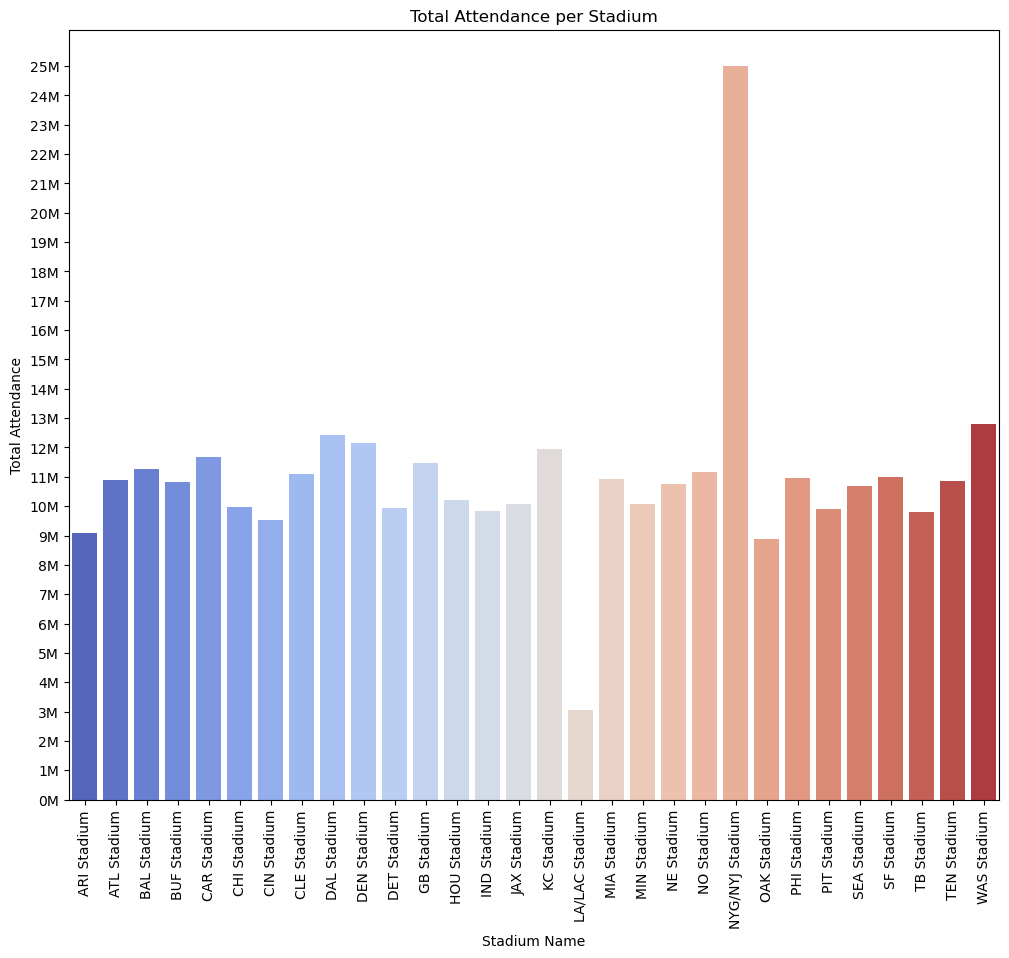 Total Attendance per Stadium
25M
24M
23M
22M
21M
20M
19M
18M
17M
16M
15M
14M
13M
12M
11M
10M
9M
8M
7M
6M
5M
4M
3M
2M
1M
0M
Total Attendance
ARI Stadium
ATL Stadium
BAL Stadium
BUF Stadium
CAR Stadium
CHI Stadium
CIN Stadium
CLE Stadium
DAL Stadium
DEN Stadium
DET Stadium
GB Stadium
HOU Stadium
IND Stadium
JAX Stadium
KC Stadium
LA/LAC Stadium
MIA Stadium
MIN Stadium
NE Stadium
NO Stadium
NYG/NYJ Stadium
OAK Stadium
PHI Stadium
PIT Stadium
SEA Stadium
SF Stadium
TB Stadium
TEN Stadium
WAS Stadium
Stadium Name